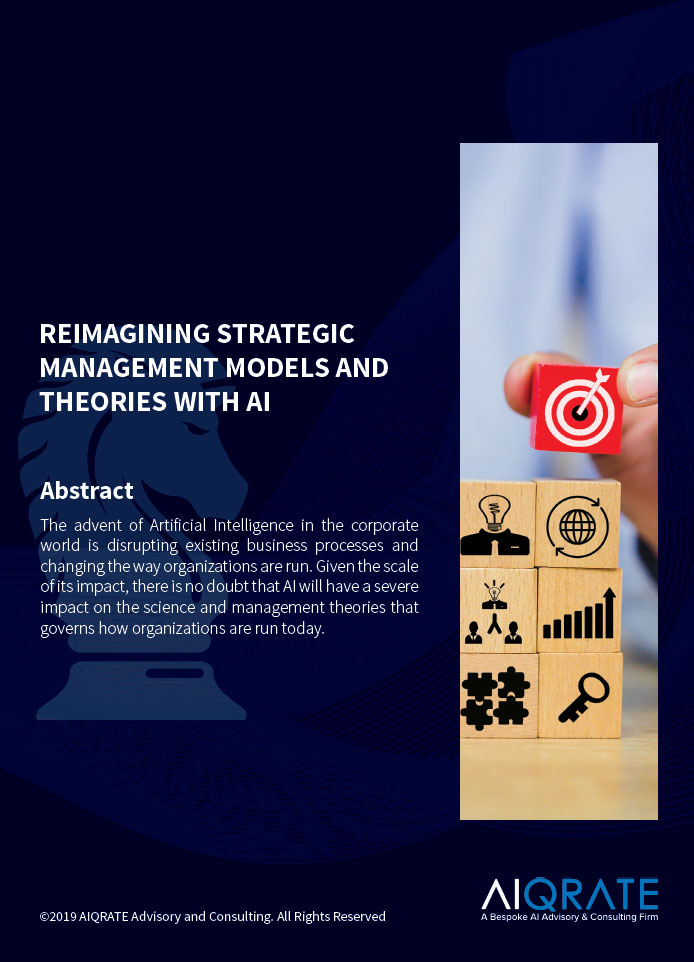 REIMAGINING STRATEGIC
MANAGEMENT MODELS AND
THEORIES WITH AI
Abstract
The advent of Artificial Intelligence in the corporate
world is disrupting existing business processes and
changing the way organizations are run. Given the scale
of its impact, there is no doubt that AI will have a severe
impact on the science and management theories that
governs how organizations are run today.
©2019 AIQRATE Advisory and Consulting. All Rights Reserved
AIQRATE
A Bespoke AI Advisory & Consulting Firm